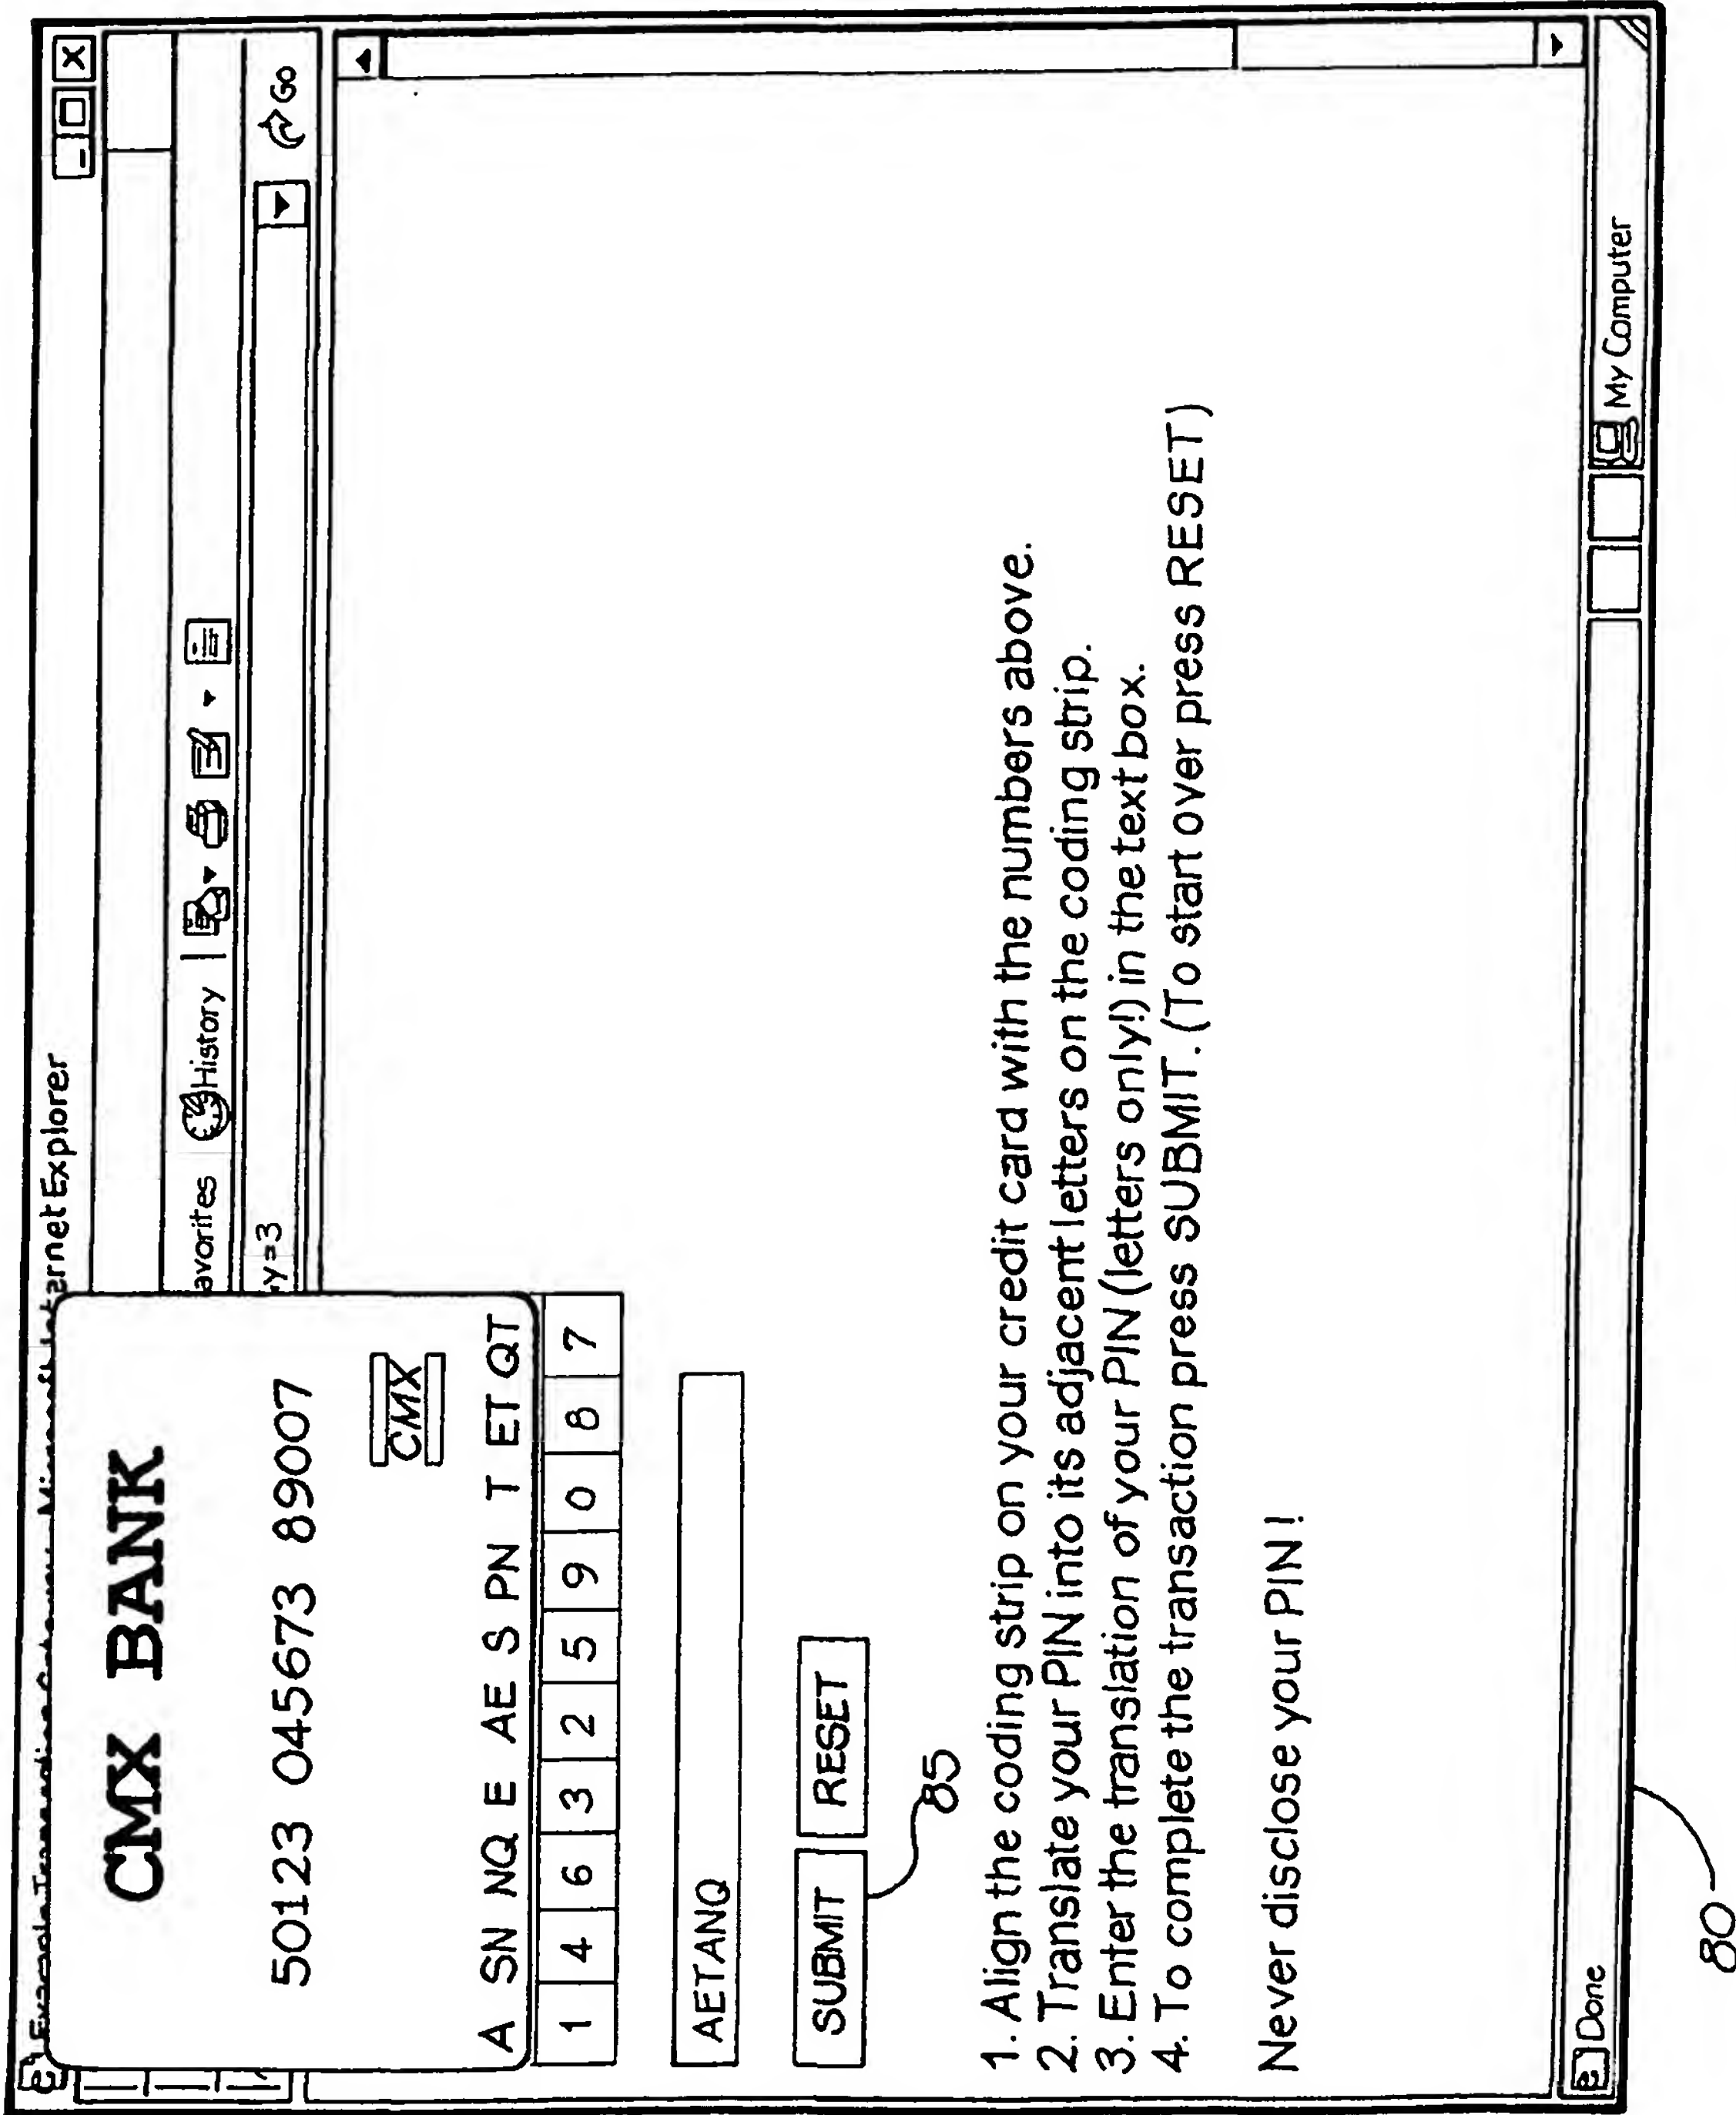 ernet Explorer
avorites History
y=3 Go
CMX BANK
50123 045673 89007
CMX
A SN NQ E AE S PN T ET QT
1 4 6 3 2 5 9 0 8 7
AETANQ
SUBMIT RESET
85
1. Align the coding strip on your credit card with the numbers above.
2. Translate your PIN into its adjacent letters on the coding strip.
3. Enter the translation of your PIN (letters only!) in the text box.
4. To complete the transaction press SUBMIT. (To start over press RESET)
Never disclose your PIN!
Done My Computer
80